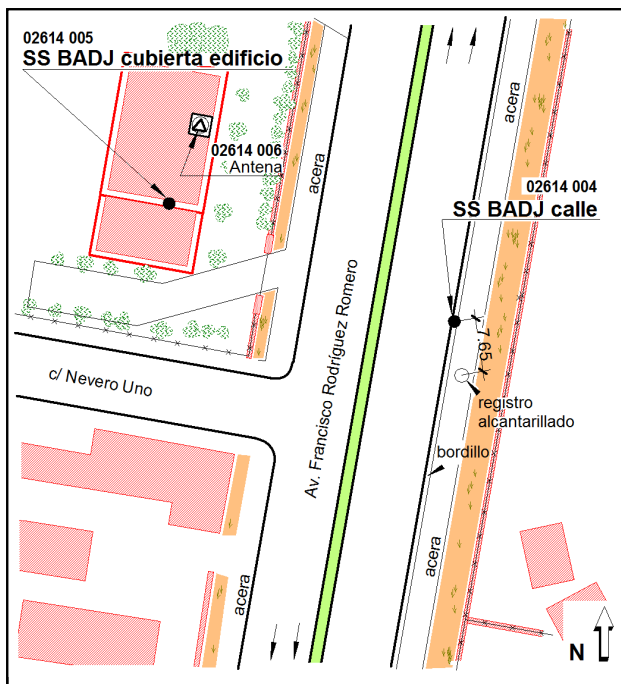 02614 005
SS BADJ cubierta edificio
02614 006
Antena
acera
acera
02614 004
SS BADJ calle
7.65
registro
alcantarillado
bordillo
c/ Nevero Uno
Av. Francisco Rodríguez Romero
acera
acera
N